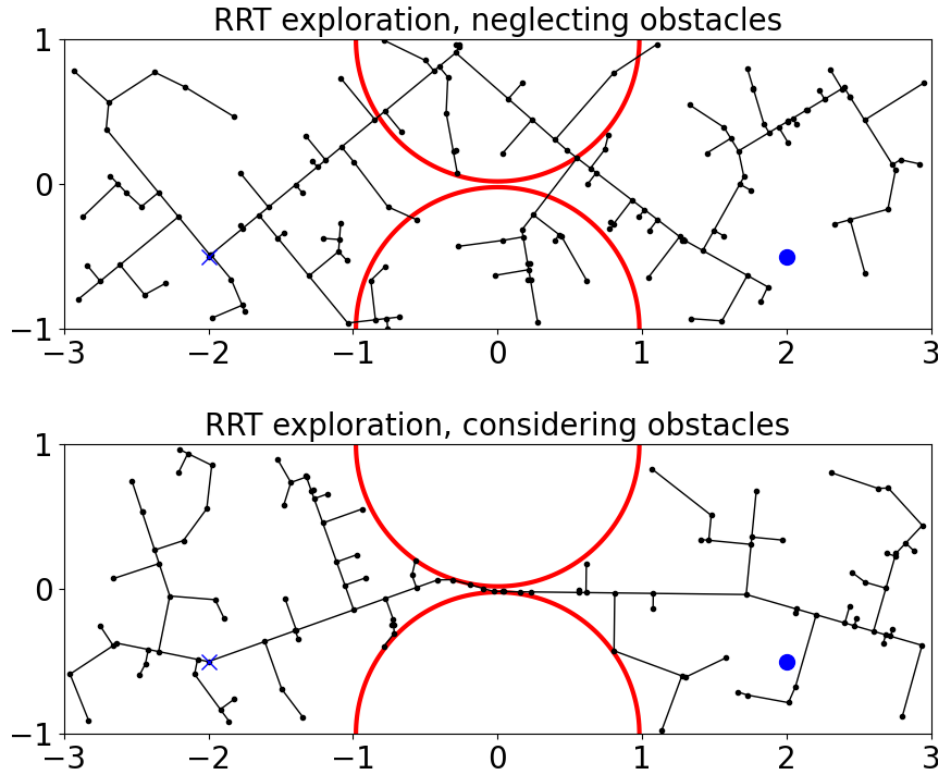 RRT exploration, neglecting obstacles
1
0
−1
−3 −2 −1 0 1 2 3
RRT exploration, considering obstacles
1
0
−1
−3 −2 −1 0 1 2 3